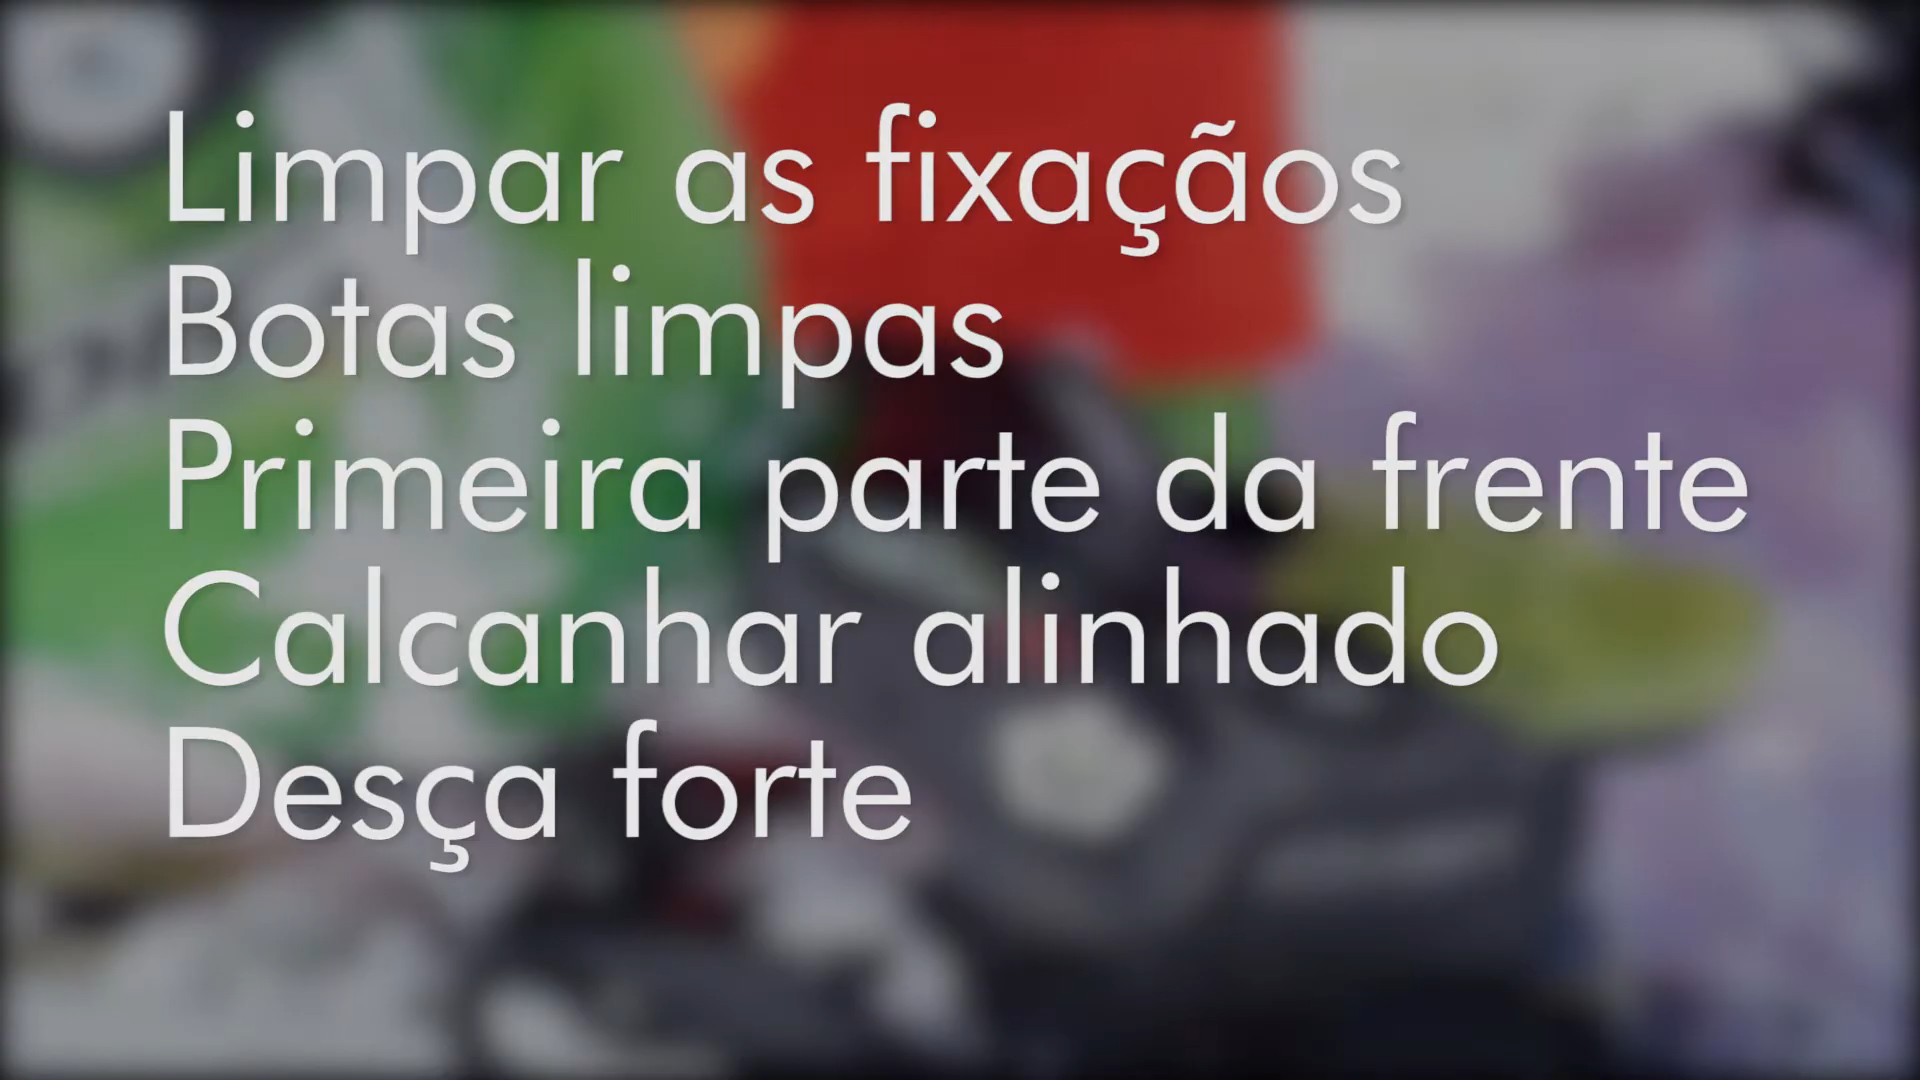 Limpar as fixaçãos
Botas limpas
Primeira parte da frente
Calcanhar alinhado
Desça forte